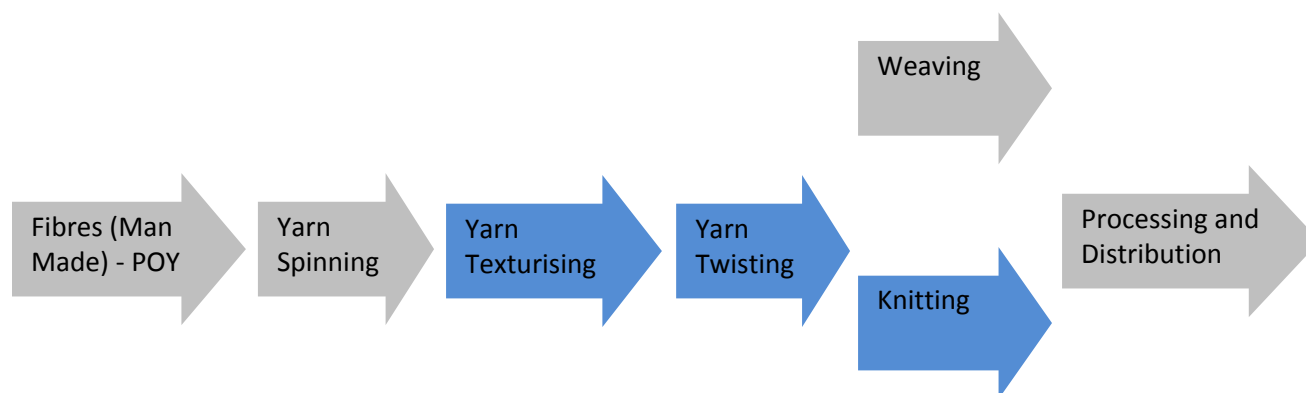 Fibres (Man
Made) - POY
Yarn
Spinning
Yarn
Texturising
Yarn
Twisting
Weaving
Knitting
Processing and
Distribution